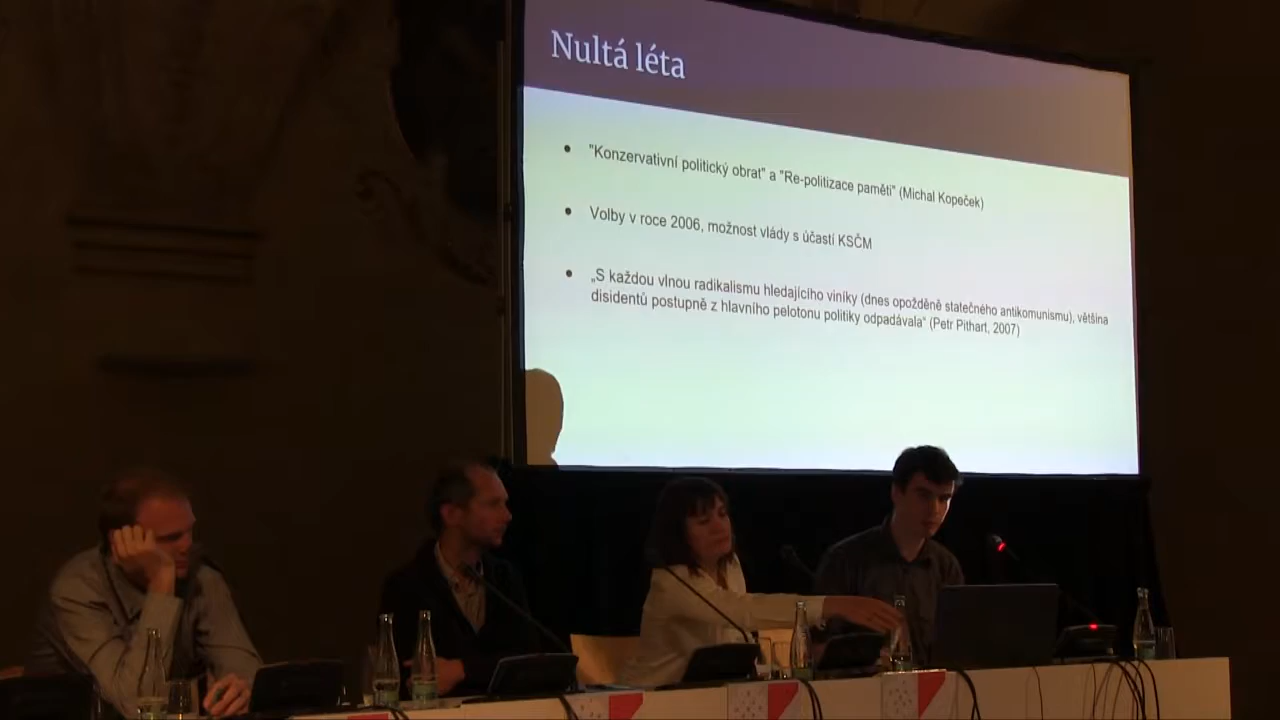 Nultá léta
"Konzervativní politický obrat" a "Re-politizace paměti" (Michal Kopeček)
Volby v roce 2006, možnost vlády s účastí KSČM
„S každou vlnou radikalismu hledajícího viníky (dnes opožděně statečného antikomunismu), většina
disidentů postupně z hlavního pelotonu politiky odpadávala“ (Petr Pithart, 2007)